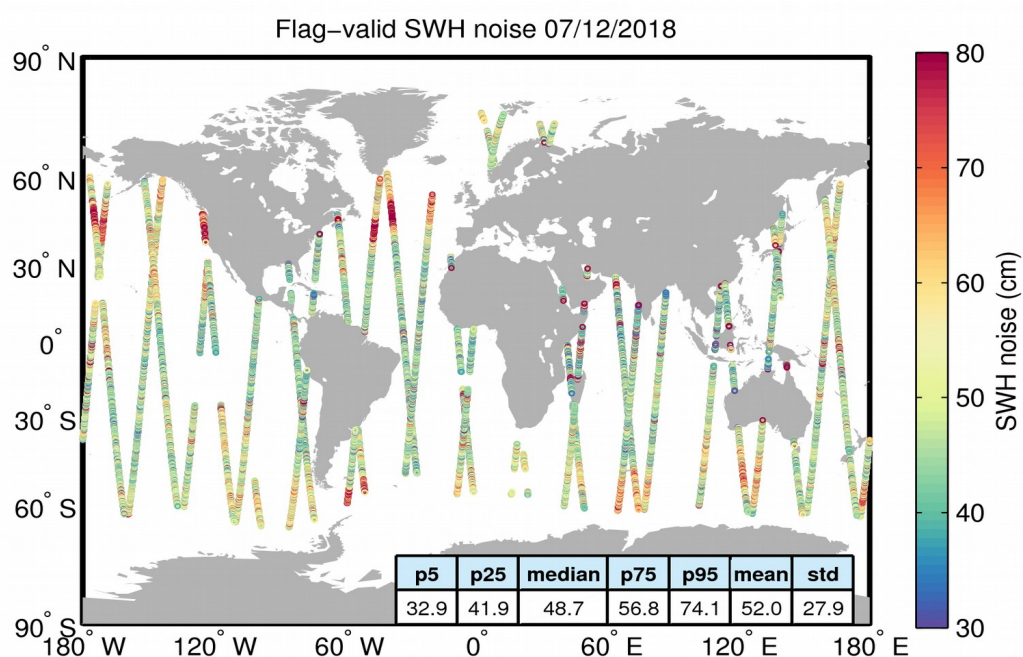 Flag−valid SWH noise 07/12/2018
90° N
60° N
30° N
0°
30° S
60° S
90° S
180° W
120° W
60° W
0°
60° E
120° E
180° E
80
70
60
50
40
30
SWH noise (cm)
p5 p25 median p75 p95 mean std
32.9 41.9 48.7 56.8 74.1 52.0 27.9